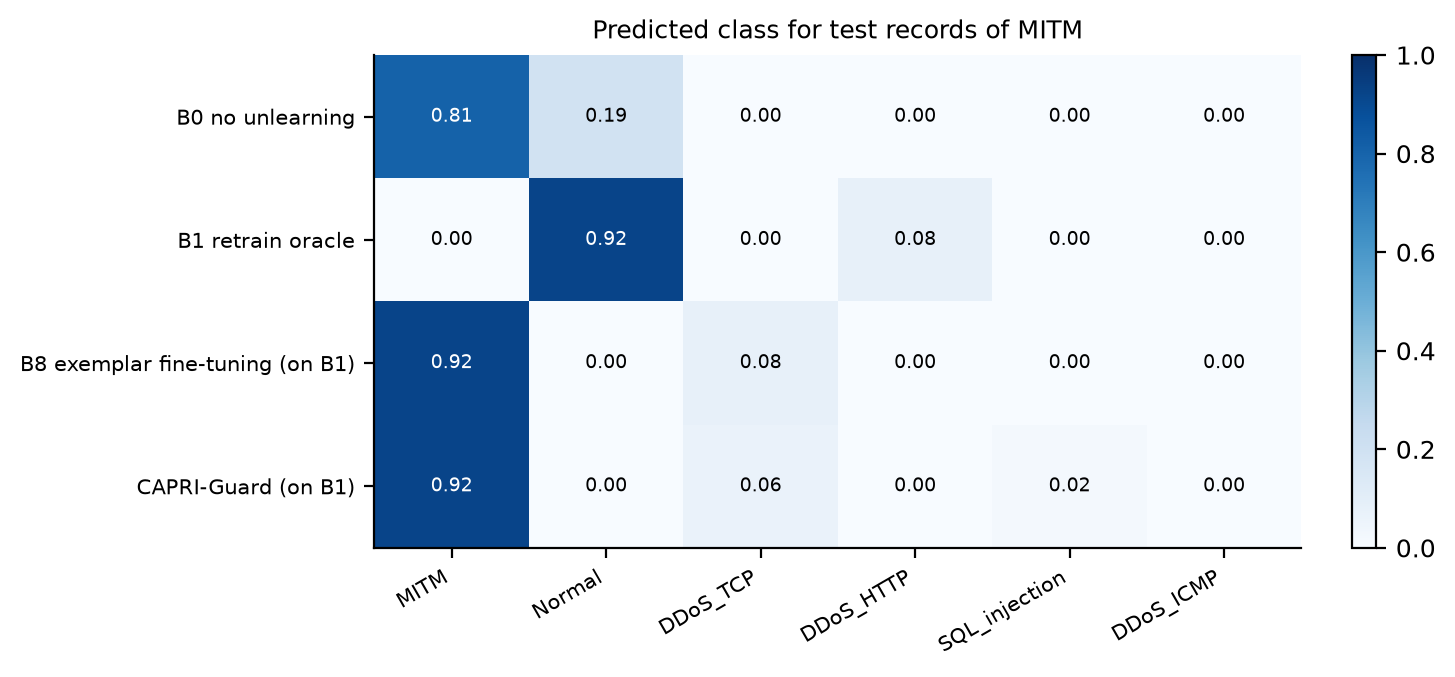 Predicted class for test records of MITM
B0 no unlearning 0.81 0.19 0.00 0.00 0.00 0.00
B1 retrain oracle 0.00 0.92 0.00 0.08 0.00 0.00
B8 exemplar fine-tuning (on B1) 0.92 0.00 0.08 0.00 0.00 0.00
CAPRI-Guard (on B1) 0.92 0.00 0.06 0.00 0.02 0.00
MITM Normal DDoS_TCP DDoS_HTTP SQL_injection DDoS_ICMP
1.0
0.8
0.6
0.4
0.2
0.0